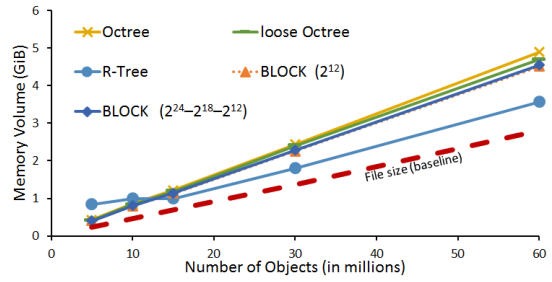 6
5
4
3
2
1
0
Memory Volume (GiB)
Octree
loose Octree
R-Tree
BLOCK (2¹²)
BLOCK (2²⁴–2¹⁸–2¹²)
File size (baseline)
0 10 20 30 40 50 60
Number of Objects (in millions)